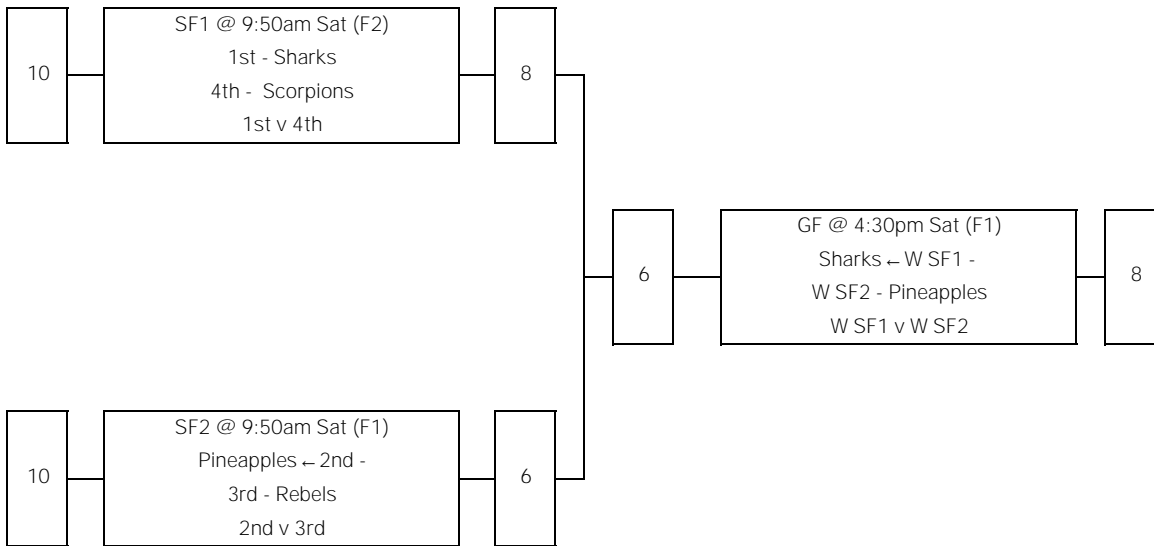 SF1 @ 9:50am Sat (F2)
1st - Sharks
4th - Scorpions
1st v 4th
10
8
GF @ 4:30pm Sat (F1)
Sharks ← W SF1 -
W SF2 - Pineapples
W SF1 v W SF2
6
8
SF2 @ 9:50am Sat (F1)
Pineapples ← 2nd -
3rd - Rebels
2nd v 3rd
10
6